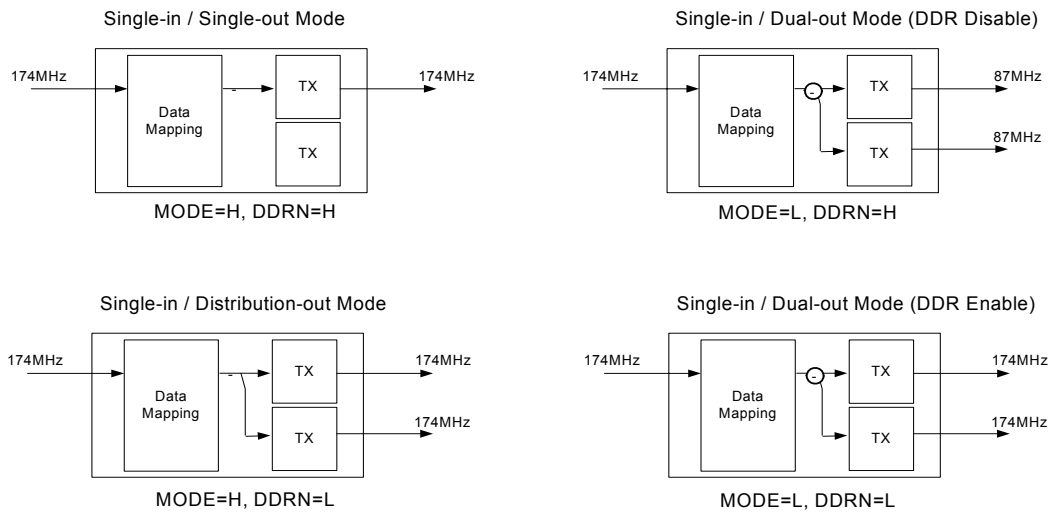 Single-in / Single-out Mode
174MHz
Data
Mapping
TX
TX
174MHz
MODE=H, DDRN=H
Single-in / Dual-out Mode (DDR Disable)
174MHz
Data
Mapping
TX
TX
87MHz
87MHz
MODE=L, DDRN=H
Single-in / Distribution-out Mode
174MHz
Data
Mapping
TX
TX
174MHz
174MHz
MODE=H, DDRN=L
Single-in / Dual-out Mode (DDR Enable)
174MHz
Data
Mapping
TX
TX
174MHz
174MHz
MODE=L, DDRN=L